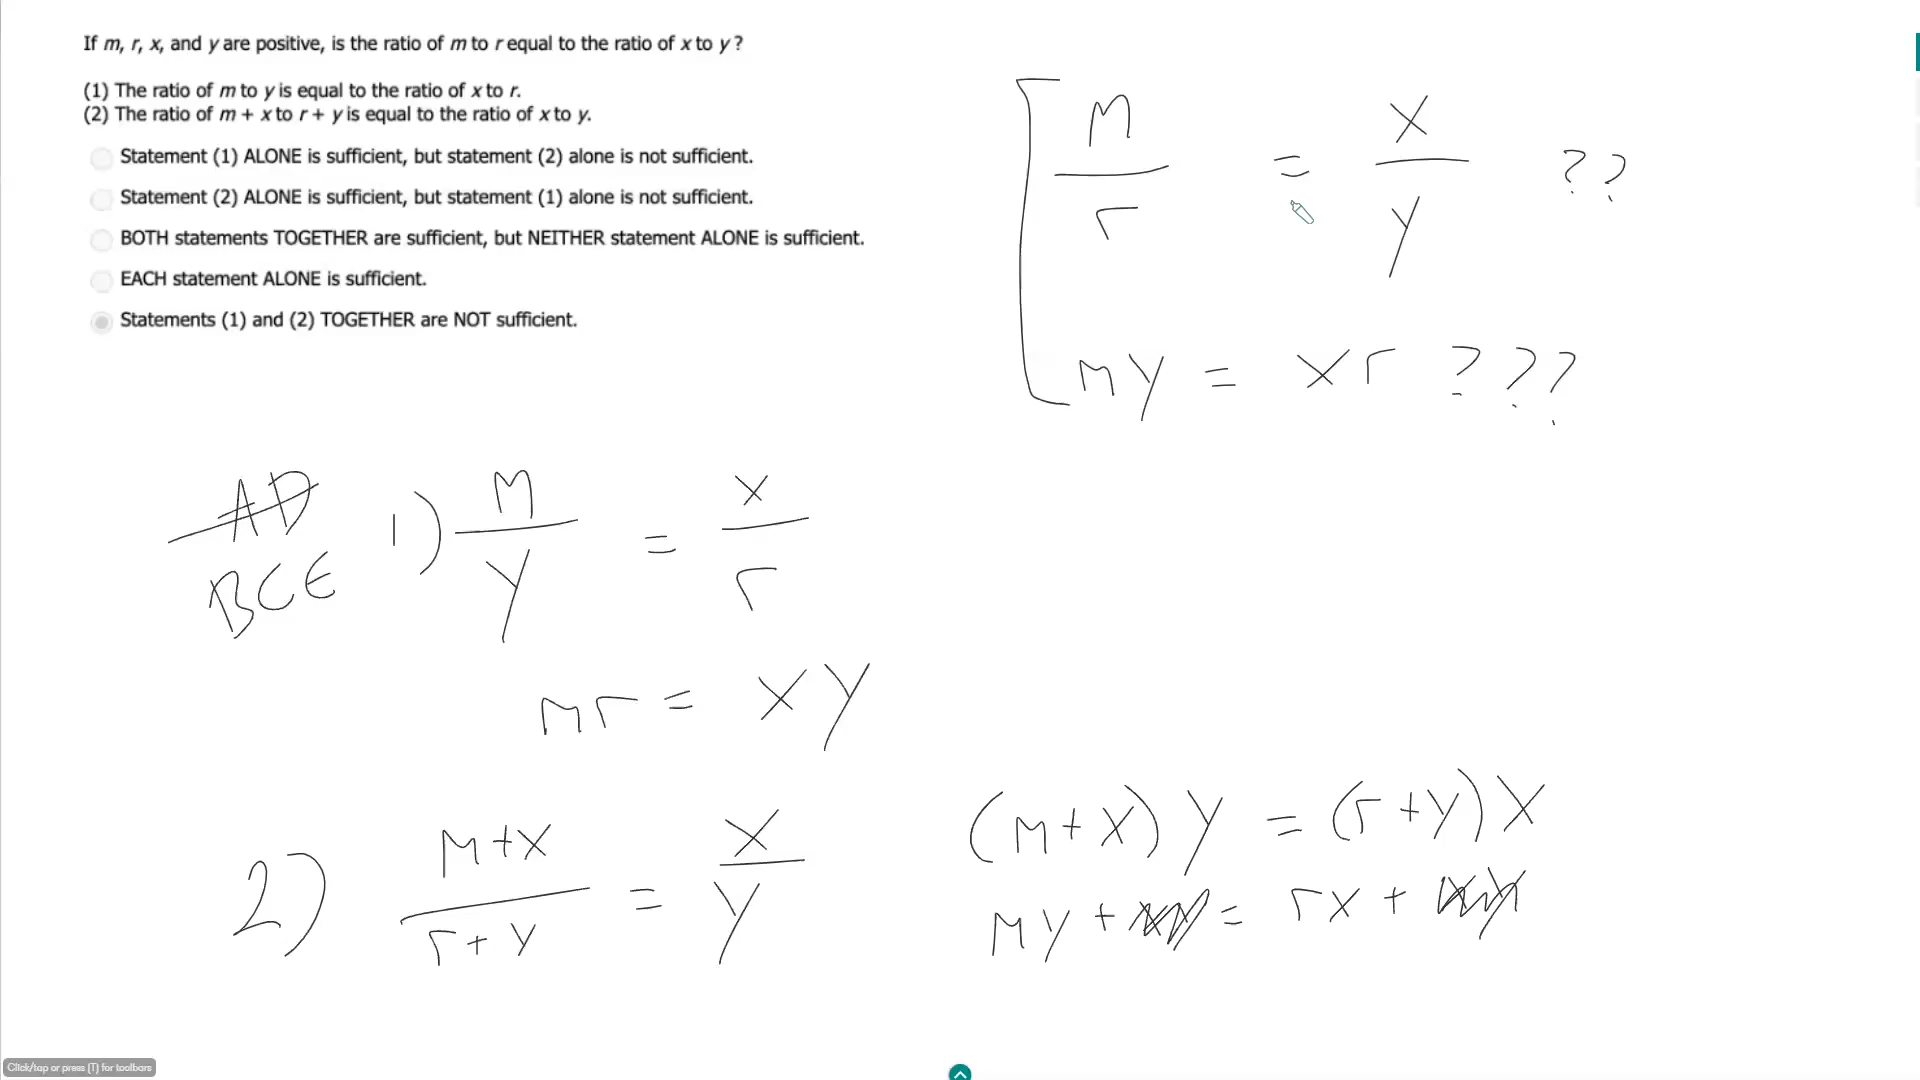 If m, r, x, and y are positive, is the ratio of m to r equal to the ratio of x to y?
(1) The ratio of m to y is equal to the ratio of x to r.
(2) The ratio of m + x to r + y is equal to the ratio of x to y.
Statement (1) ALONE is sufficient, but statement (2) alone is not sufficient.
Statement (2) ALONE is sufficient, but statement (1) alone is not sufficient.
BOTH statements TOGETHER are sufficient, but NEITHER statement ALONE is sufficient.
EACH statement ALONE is sufficient.
Statements (1) and (2) TOGETHER are NOT sufficient.
M/r = x/y ??
my = xr ???
AD
BCE
1) M/y = x/r
mr = xy
2) M+x/r+y = x/y
(M+x)y = (r+y)x
My + xy = rx + xy
Click/tap or press [T] for toolbars